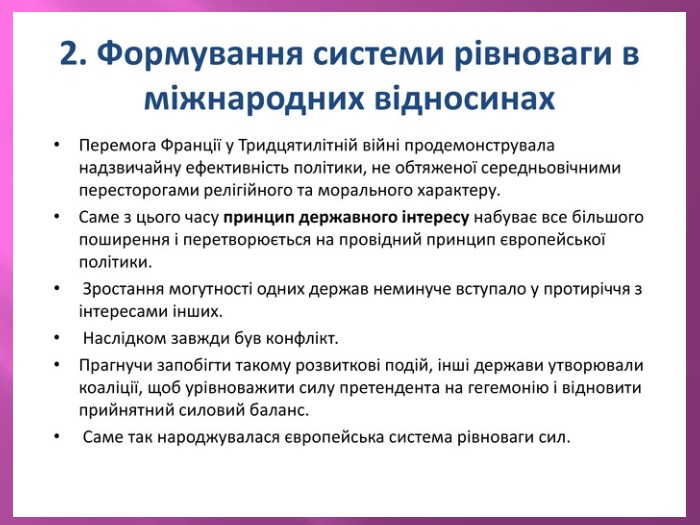 2. Формування системи рівноваги в
міжнародних відносинах
• Перемога Франції у Тридцятилітній війні продемонструвала
надзвичайну ефективність політики, не обтяженої середньовічними
пересторогами релігійного та морального характеру.
• Саме з цього часу принцип державного інтересу набуває все більшого
поширення і перетворюється на провідний принцип європейської
політики.
• Зростання могутності одних держав неминуче вступало у протиріччя з
інтересами інших.
• Наслідком завжди був конфлікт.
• Прагнучи запобігти такому розвиткові подій, інші держави утворювали
коаліції, щоб урівноважити силу претендента на гегемонію і відновити
прийнятний силовий баланс.
• Саме так народжувалася європейська система рівноваги сил.